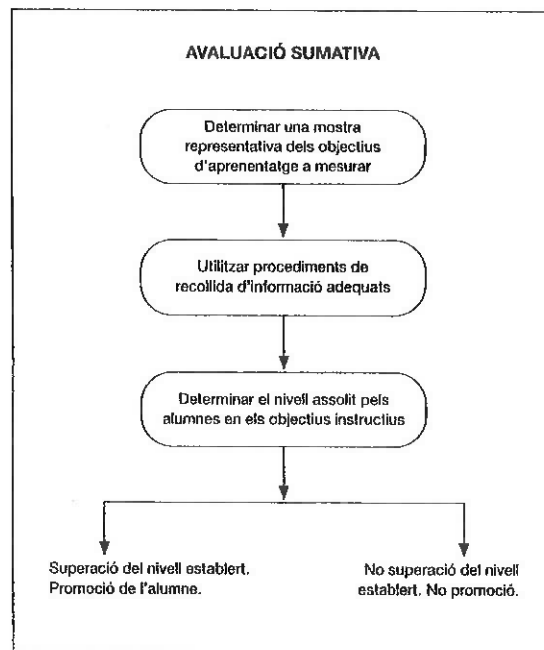 AVALUACIÓ SUMATIVA
Determinar una mostra
representativa dels objectius
d'aprenentatge a mesurar
Utilitzar procediments de
recollida d'informació adequats
Determinar el nivell assolit pels
alumnes en els objectius instructius
Superació del nivell establert.
Promoció de l'alumne.
No superació del nivell
establert. No promoció.